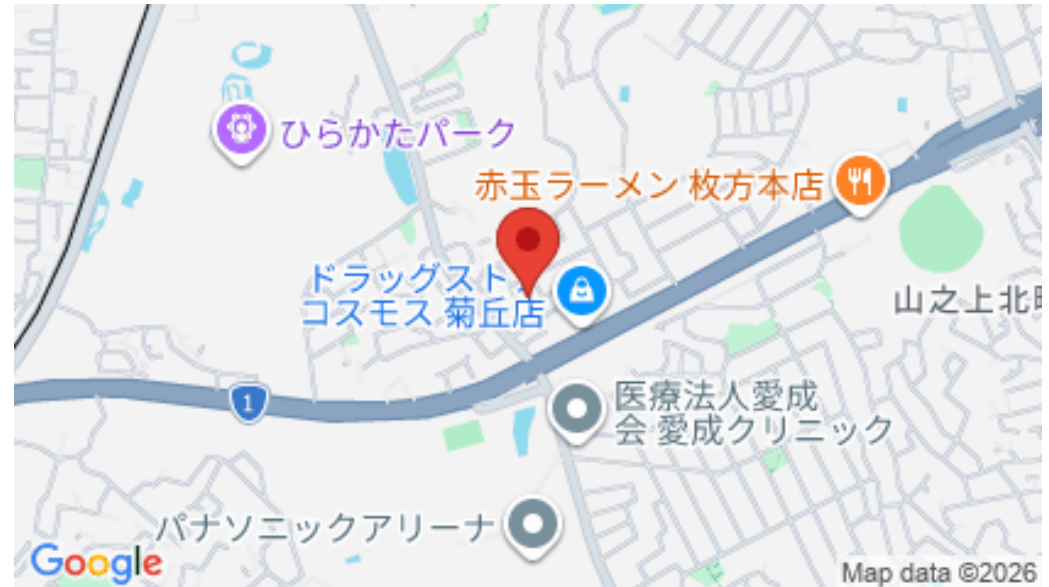 ひらかたパーク
赤玉ラーメン 枚方本店
ドラッグスト
コスモス 菊丘店
山之上北
1
医療法人愛成
会 愛成クリニック
パナソニックアリーナ
Google
Map data ©2026